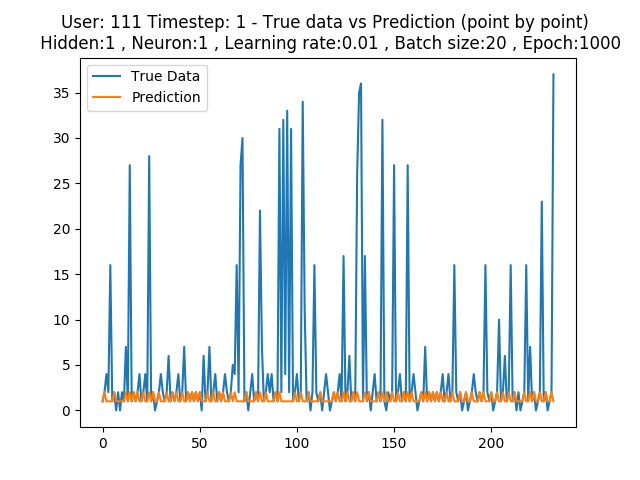 User: 111 Timestep: 1 - True data vs Prediction (point by point)
Hidden:1 , Neuron:1 , Learning rate:0.01 , Batch size:20 , Epoch:1000
True Data
Prediction
35
30
25
20
15
10
5
0
0 50 100 150 200